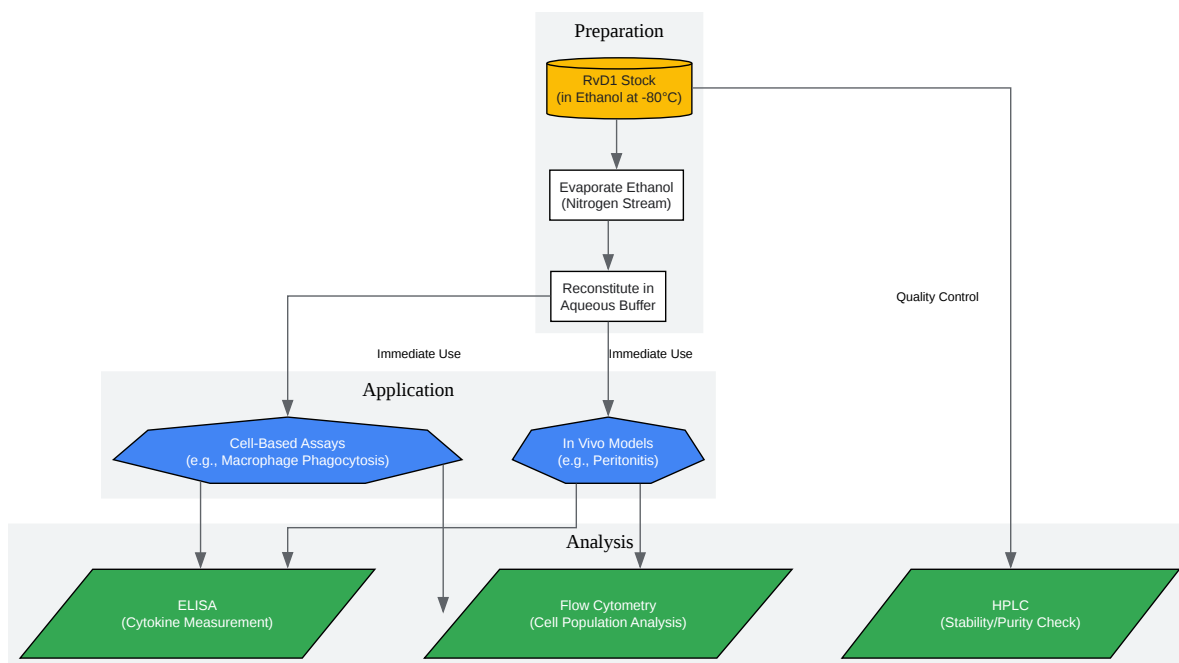 Preparation
RvD1 Stock
(in Ethanol at -80°C)
Evaporate Ethanol
(Nitrogen Stream)
Reconstitute in
Aqueous Buffer
Quality Control
Immediate Use
Immediate Use
Application
Cell-Based Assays
(e.g., Macrophage Phagocytosis)
In Vivo Models
(e.g., Peritonitis)
Analysis
ELISA
(Cytokine Measurement)
Flow Cytometry
(Cell Population Analysis)
HPLC
(Stability/Purity Check)